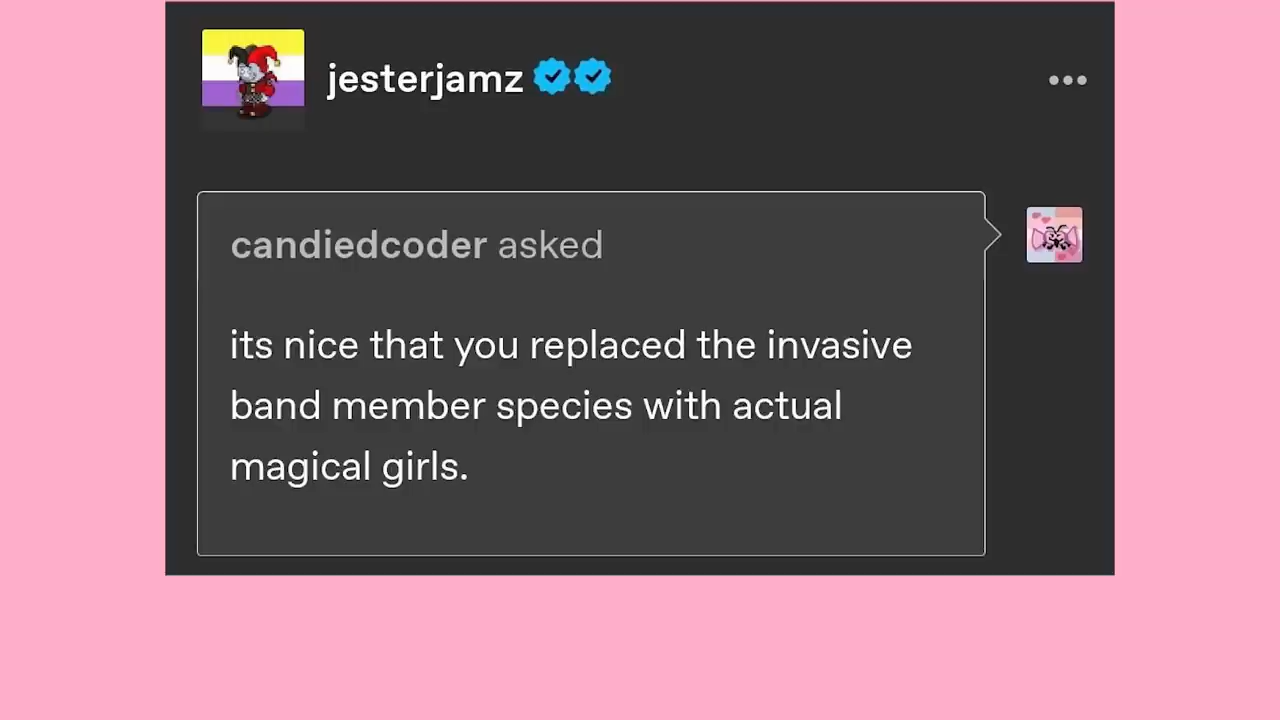 jesterjamz
candiedcoder asked
its nice that you replaced the invasive
band member species with actual
magical girls.